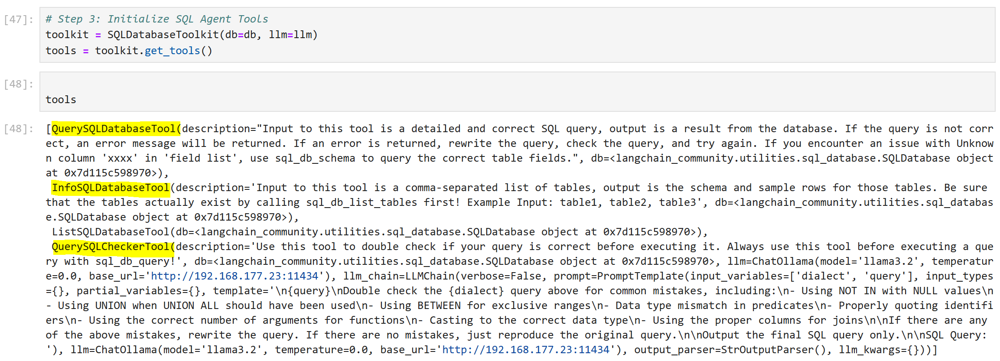 [47]: # Step 3: Initialize SQL Agent Tools
toolkit = SQLDatabaseToolkit(db=db, llm=llm)
tools = toolkit.get_tools()
[48]:
tools
[48]: [QuerySQLDatabaseTool(description="Input to this tool is a detailed and correct SQL query, output is a result from the database. If the query is not corr
ect, an error message will be returned. If an error is returned, rewrite the query, check the query, and try again. If you encounter an issue with Unknow
n column 'xxxx' in 'field list', use sql_db_schema to query the correct table fields.", db=<langchain_community.utilities.sql_database.SQLDatabase object
at 0x7d115c598970>),
InfoSQLDatabaseTool(description='Input to this tool is a comma-separated list of tables, output is the schema and sample rows for those tables. Be sure
that the tables actually exist by calling sql_db_list_tables first! Example Input: table1, table2, table3', db=<langchain_community.utilities.sql_databas
e.SQLDatabase object at 0x7d115c598970>),
ListSQLDatabaseTool(db=<langchain_community.utilities.sql_database.SQLDatabase object at 0x7d115c598970>),
QuerySQLCheckerTool(description='Use this tool to double check if your query is correct before executing it. Always use this tool before executing a que
ry with sql_db_query!', db=<langchain_community.utilities.sql_database.SQLDatabase object at 0x7d115c598970>, llm=ChatOllama(model='llama3.2', temperatur
e=0.0, base_url='http://192.168.177.23:11434'), llm_chain=LLMChain(verbose=False, prompt=PromptTemplate(input_variables=['dialect', 'query'], input_types
={}, partial_variables={}, template='\n{query}\nDouble check the {dialect} query above for common mistakes, including:\n- Using NOT IN with NULL values\n
- Using UNION when UNION ALL should have been used\n- Using BETWEEN for exclusive ranges\n- Data type mismatch in predicates\n- Properly quoting identifi
ers\n- Using the correct number of arguments for functions\n- Casting to the correct data type\n- Using the proper columns for joins\n\nIf there are any
of the above mistakes, rewrite the query. If there are no mistakes, just reproduce the original query.\n\nOutput the final SQL query only.\n\nSQL Query:
'), llm=ChatOllama(model='llama3.2', temperature=0.0, base_url='http://192.168.177.23:11434'), output_parser=StrOutputParser(), llm_kwargs={}))]